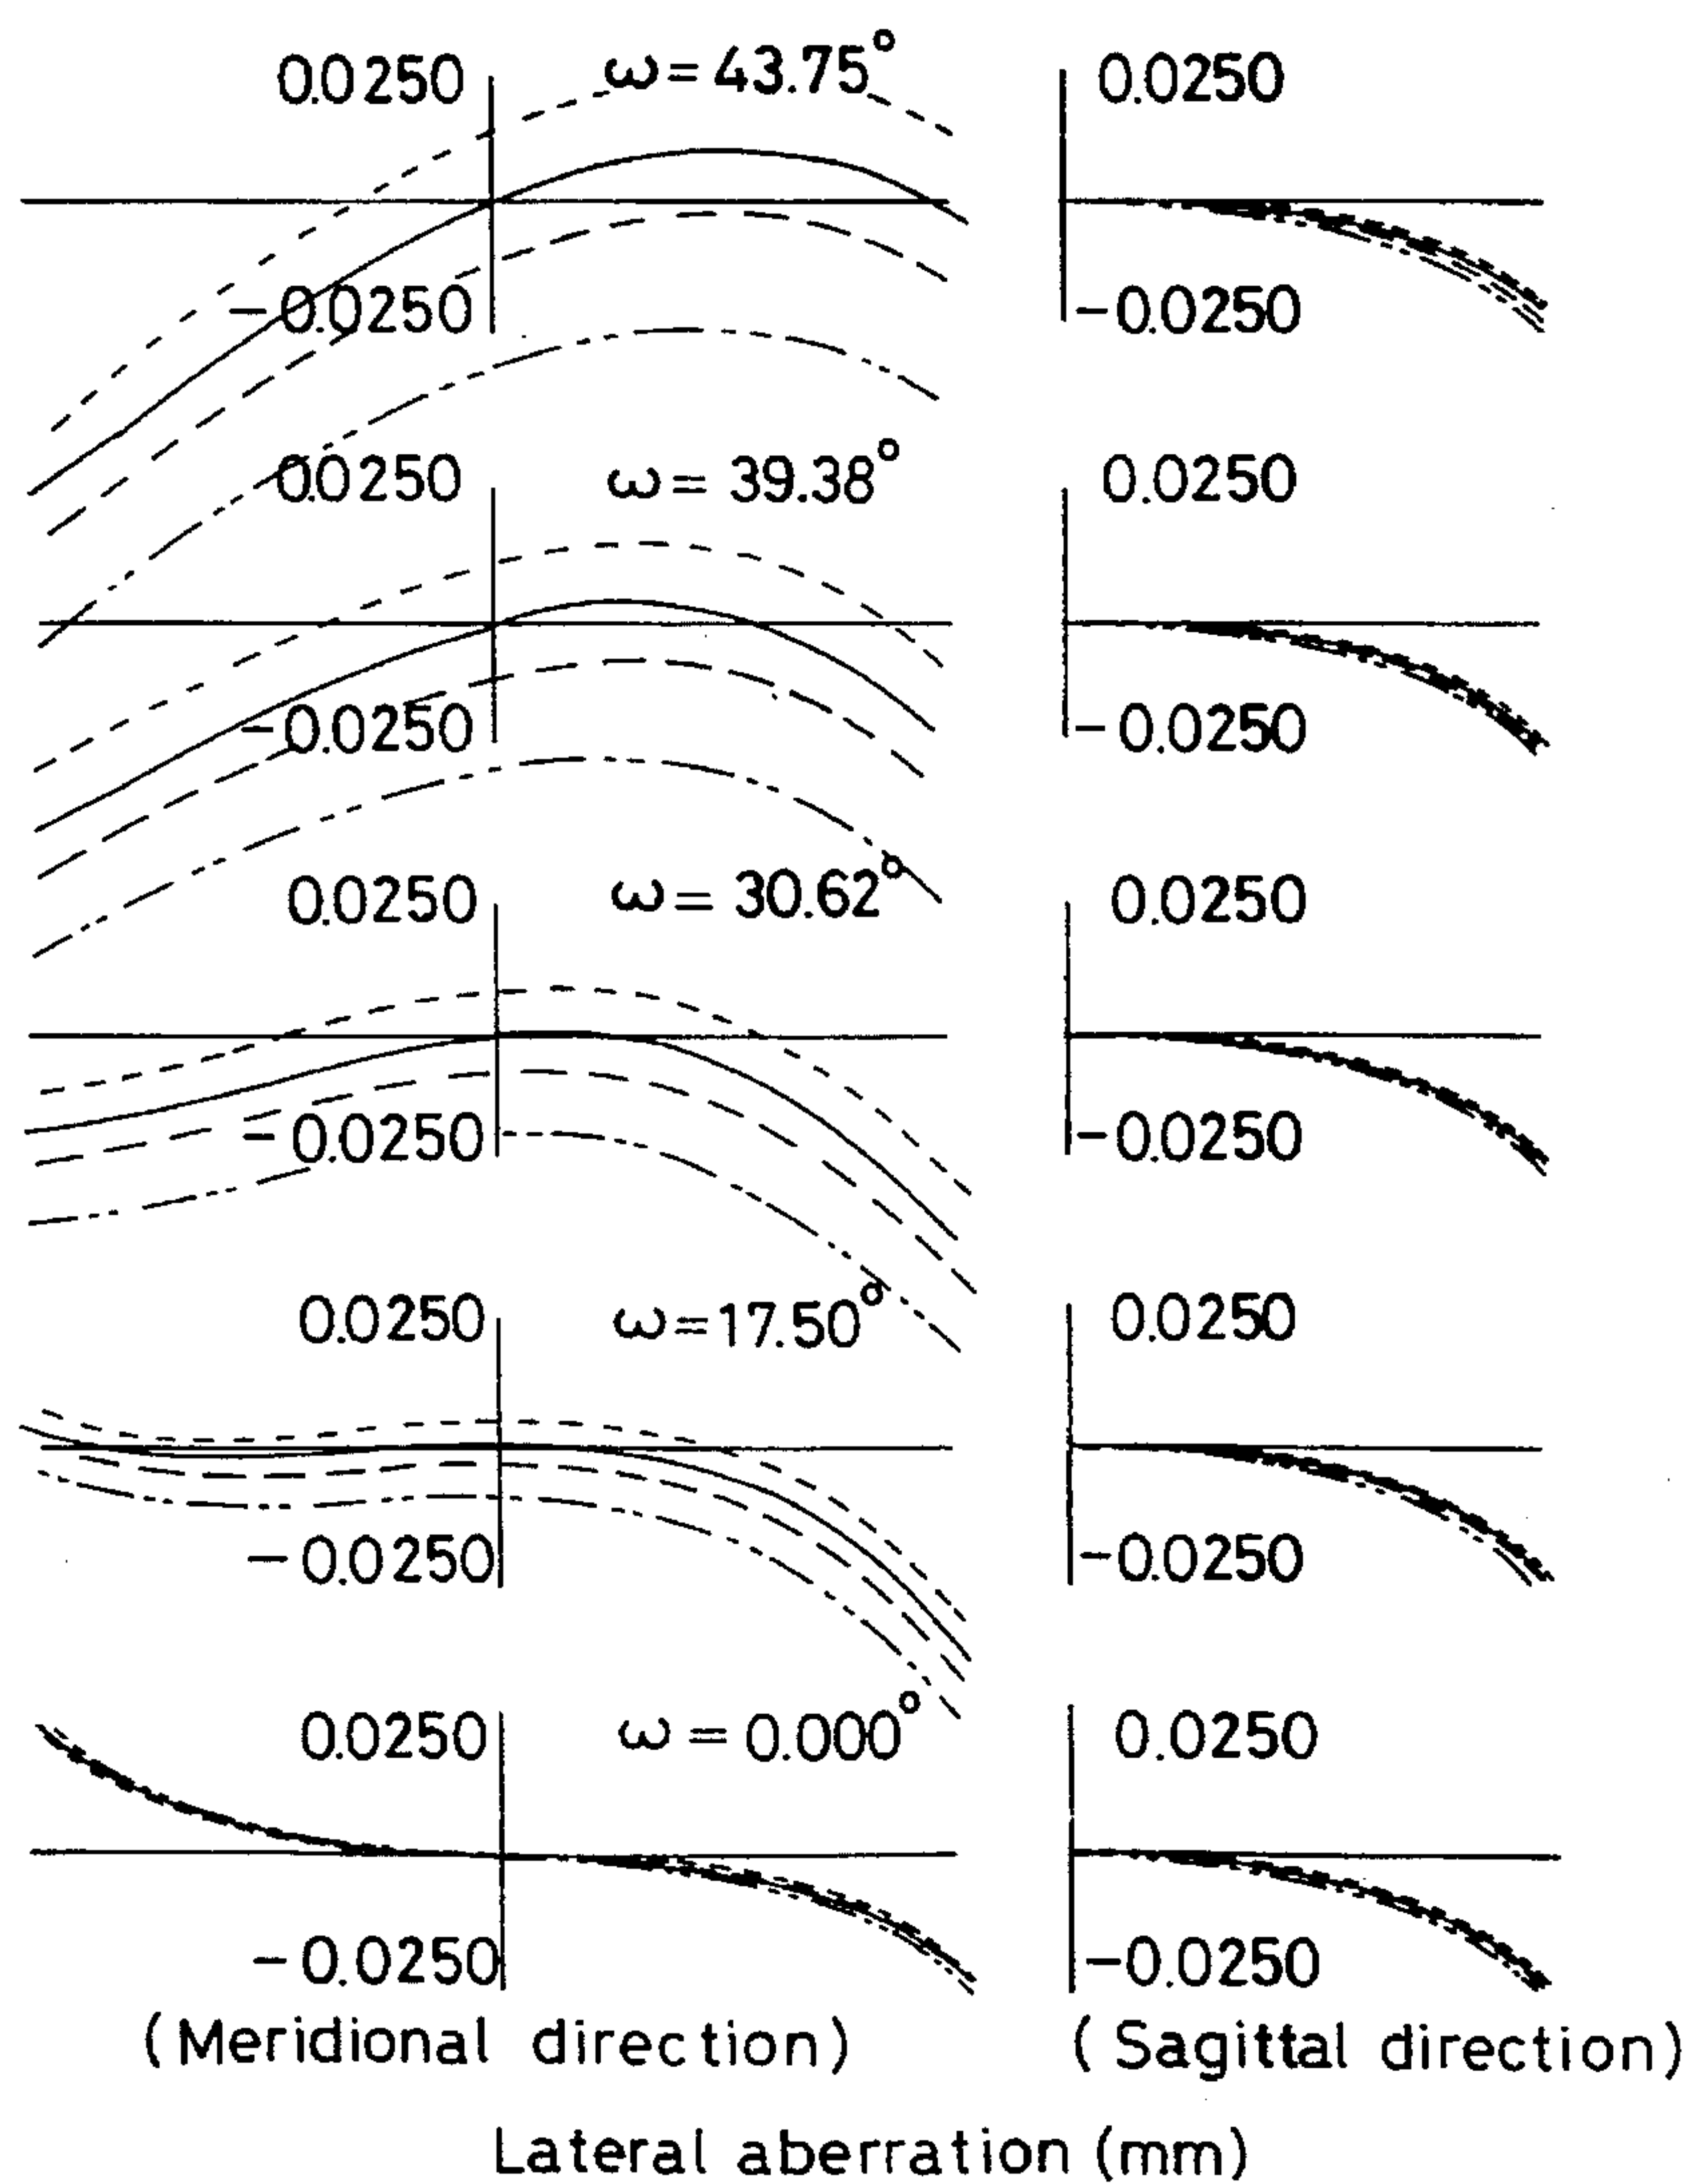 0.0250 ω = 43.75° 0.0250
-0.0250 -0.0250
0.0250 ω = 39.38° 0.0250
-0.0250 -0.0250
0.0250 ω = 30.62° 0.0250
-0.0250 -0.0250
0.0250 ω = 17.50° 0.0250
-0.0250 -0.0250
0.0250 ω = 0.000° 0.0250
-0.0250 -0.0250
(Meridional direction) (Sagittal direction)
Lateral aberration (mm)